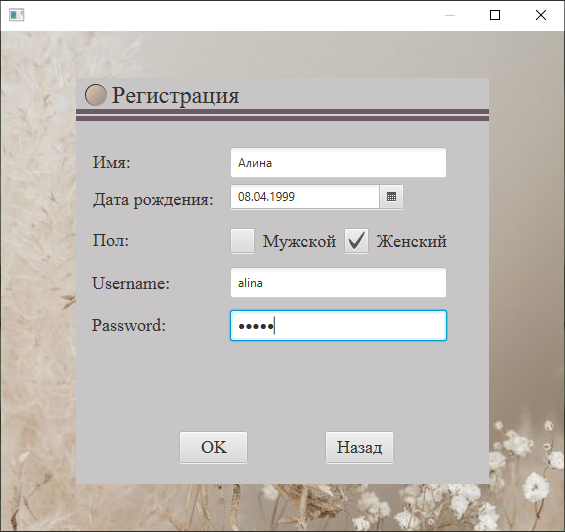 Регистрация
Имя: Алина
Дата рождения: 08.04.1999
Пол: Мужской Женский
Username: alina
Password: ●●●●●
OK Назад